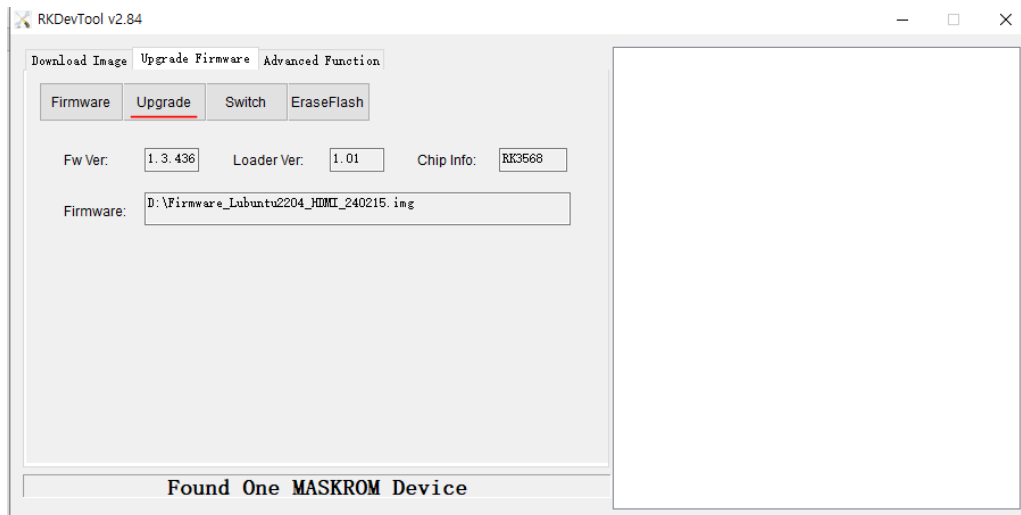 RKDevTool v2.84
Download Image Upgrade Firmware Advanced Function
Firmware Upgrade Switch EraseFlash
Fw Ver: 1.3.436 Loader Ver: 1.01 Chip Info: RK3568
Firmware: D:\Firmware_Lubuntu2204_HDMI_240215.img
Found One MASKROM Device